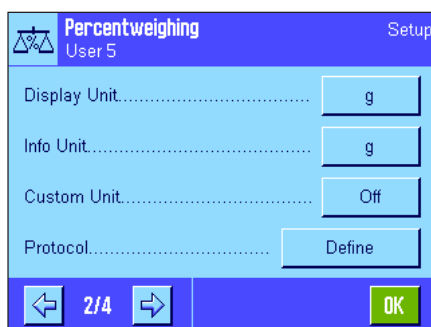 Percentweighing
User 5
Setup
Display Unit.................................... g
Info Unit.......................................... g
Custom Unit................................... Off
Protocol............................... Define
2/4
OK